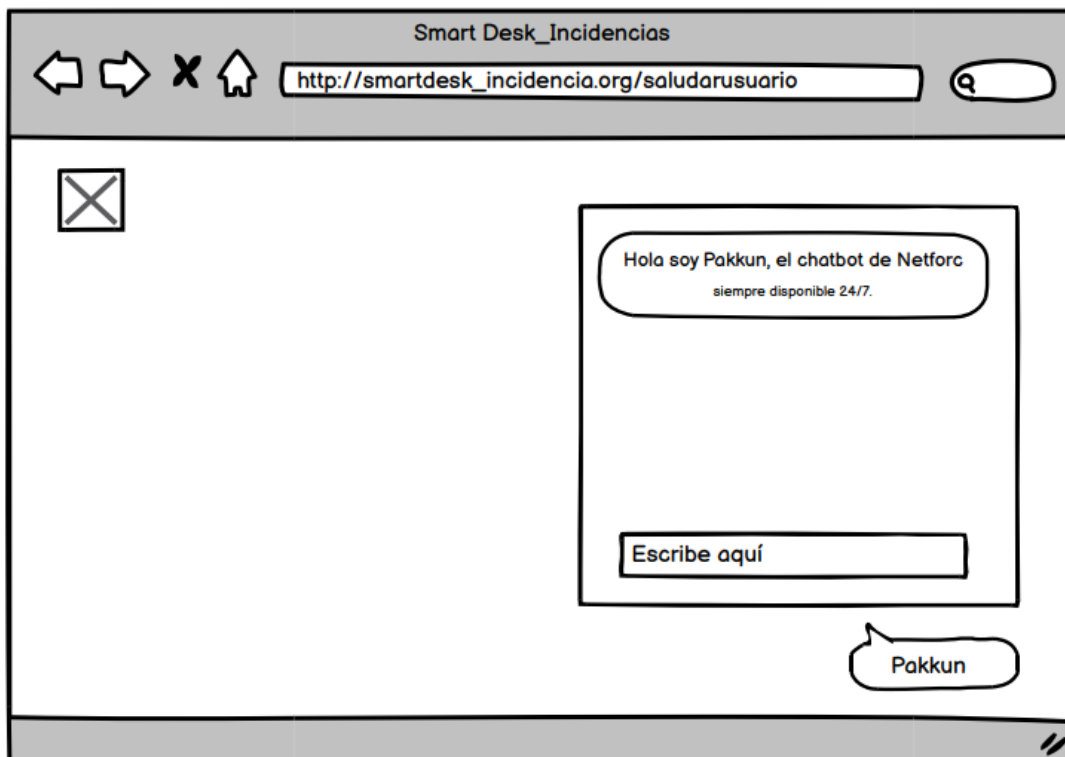 Smart Desk_Incidencias
http://smartdesk_incidencia.org/saludarusuario
Hola soy Pakkun, el chatbot de Netforc
siempre disponible 24/7.
Escribe aquí
Pakkun